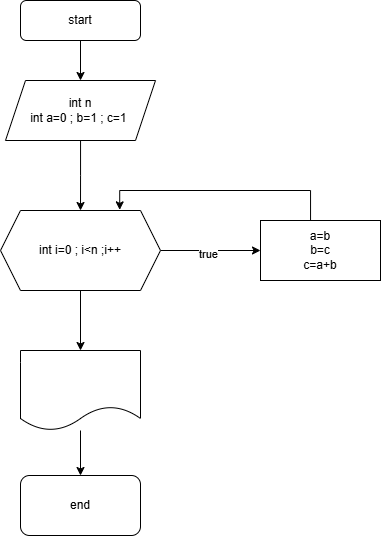 start
int n
int a=0 ; b=1 ; c=1
int i=0 ; i<n ;i++
true
a=b
b=c
c=a+b
end